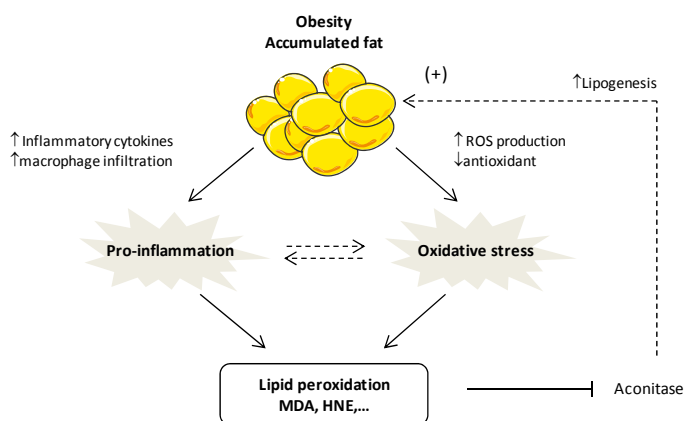 Obesity
Accumulated fat
(+)
↑Lipogenesis
↑ Inflammatory cytokines
↑macrophage infiltration
↑ ROS production
↓antioxidant
Pro-inflammation
Oxidative stress
Lipid peroxidation
MDA, HNE,...
Aconitase